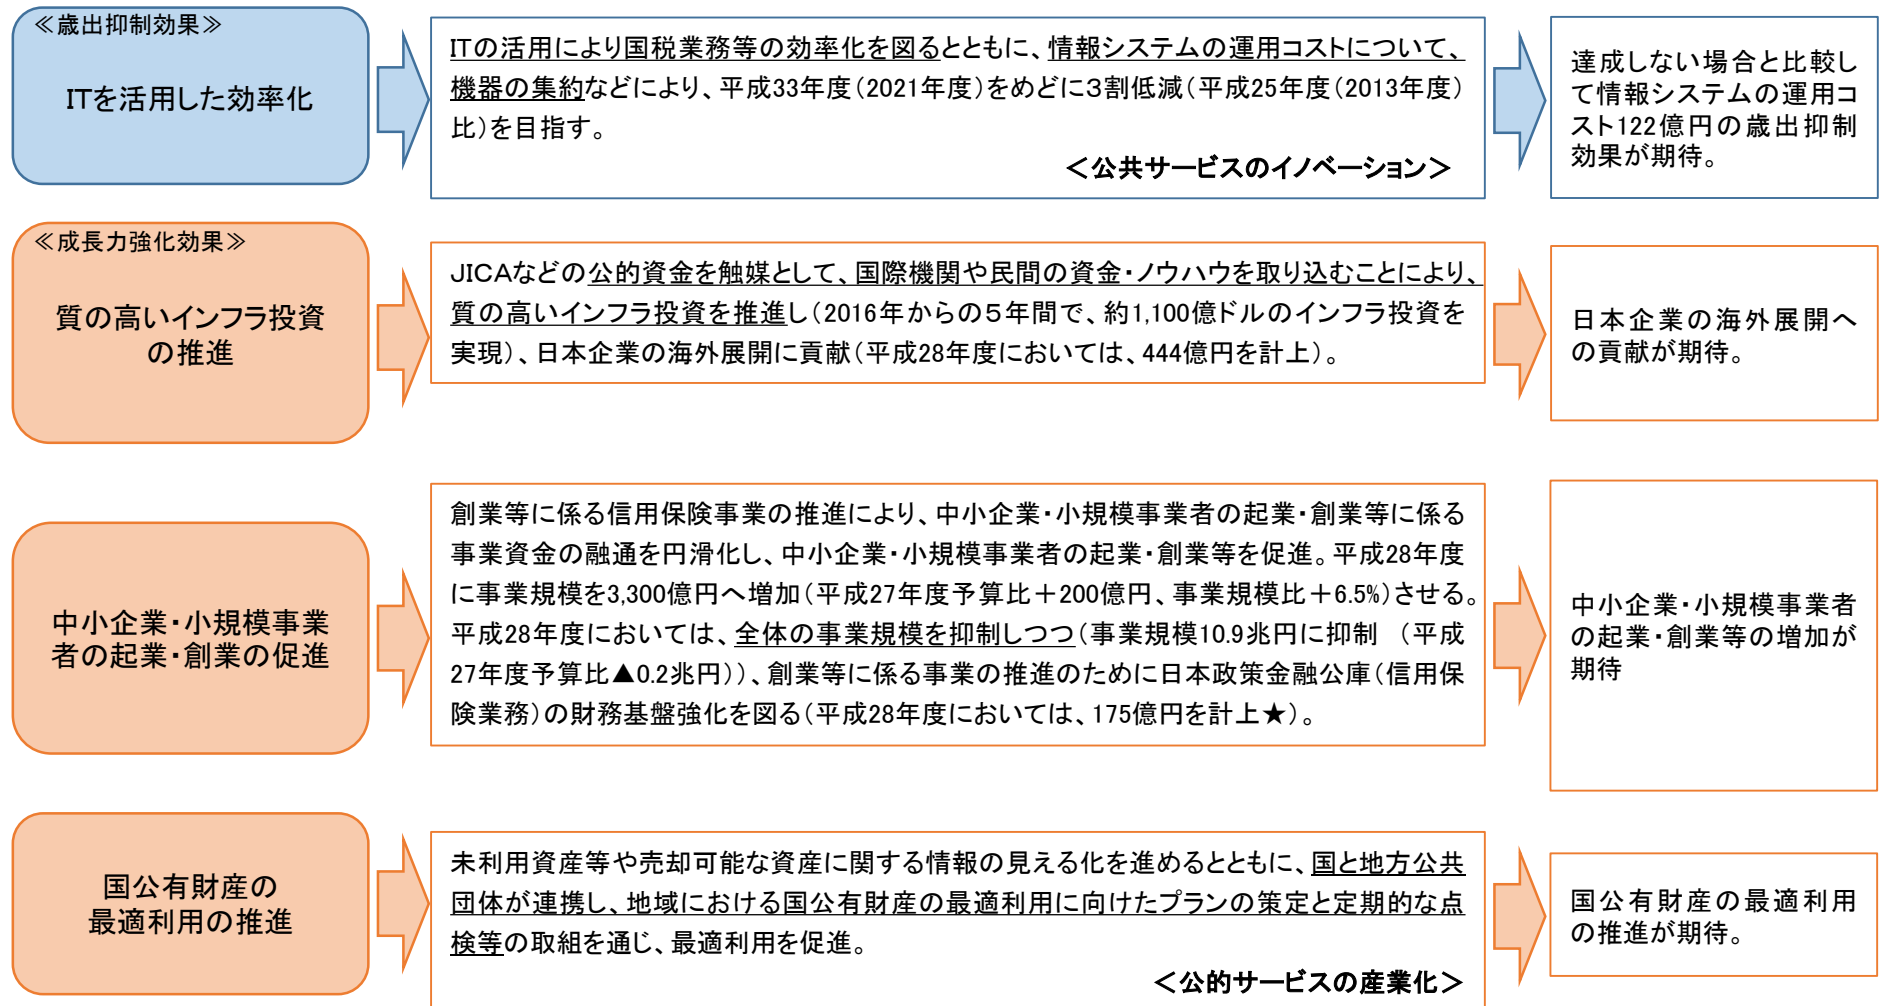 ≪歳出抑制効果≫
ITを活用した効率化
ITの活用により国税業務等の効率化を図るとともに、情報システムの運用コストについて、
機器の集約などにより、平成33年度(2021年度)をめどに3割低減(平成25年度(2013年度)
比)を目指す。
<公共サービスのイノベーション>
達成しない場合と比較し
て情報システムの運用コ
スト122億円の歳出抑制
効果が期待。
≪成長力強化効果≫
質の高いインフラ投資
の推進
JICAなどの公的資金を触媒として、国際機関や民間の資金・ノウハウを取り込むことにより、
質の高いインフラ投資を推進し(2016年からの5年間で、約1,100億ドルのインフラ投資を
実現)、日本企業の海外展開に貢献(平成28年度においては、444億円を計上)。
日本企業の海外展開へ
の貢献が期待。
中小企業・小規模事業
者の起業・創業の促進
創業等に係る信用保険事業の推進により、中小企業・小規模事業者の起業・創業等に係る
事業資金の融通を円滑化し、中小企業・小規模事業者の起業・創業等を促進。平成28年度
に事業規模を3,300億円へ増加(平成27年度予算比+200億円、事業規模比+6.5%)させる。
平成28年度においては、全体の事業規模を抑制しつつ(事業規模10.9兆円に抑制 (平成
27年度予算比▲0.2兆円))、創業等に係る事業の推進のために日本政策金融公庫(信用保
険業務)の財務基盤強化を図る(平成28年度においては、175億円を計上★)。
中小企業・小規模事業者
の起業・創業等の増加が
期待
国公有財産の
最適利用の推進
未利用資産等や売却可能な資産に関する情報の見える化を進めるとともに、国と地方公共
団体が連携し、地域における国公有財産の最適利用に向けたプランの策定と定期的な点
検等の取組を通じ、最適利用を促進。
<公的サービスの産業化>
国公有財産の最適利用
の推進が期待。